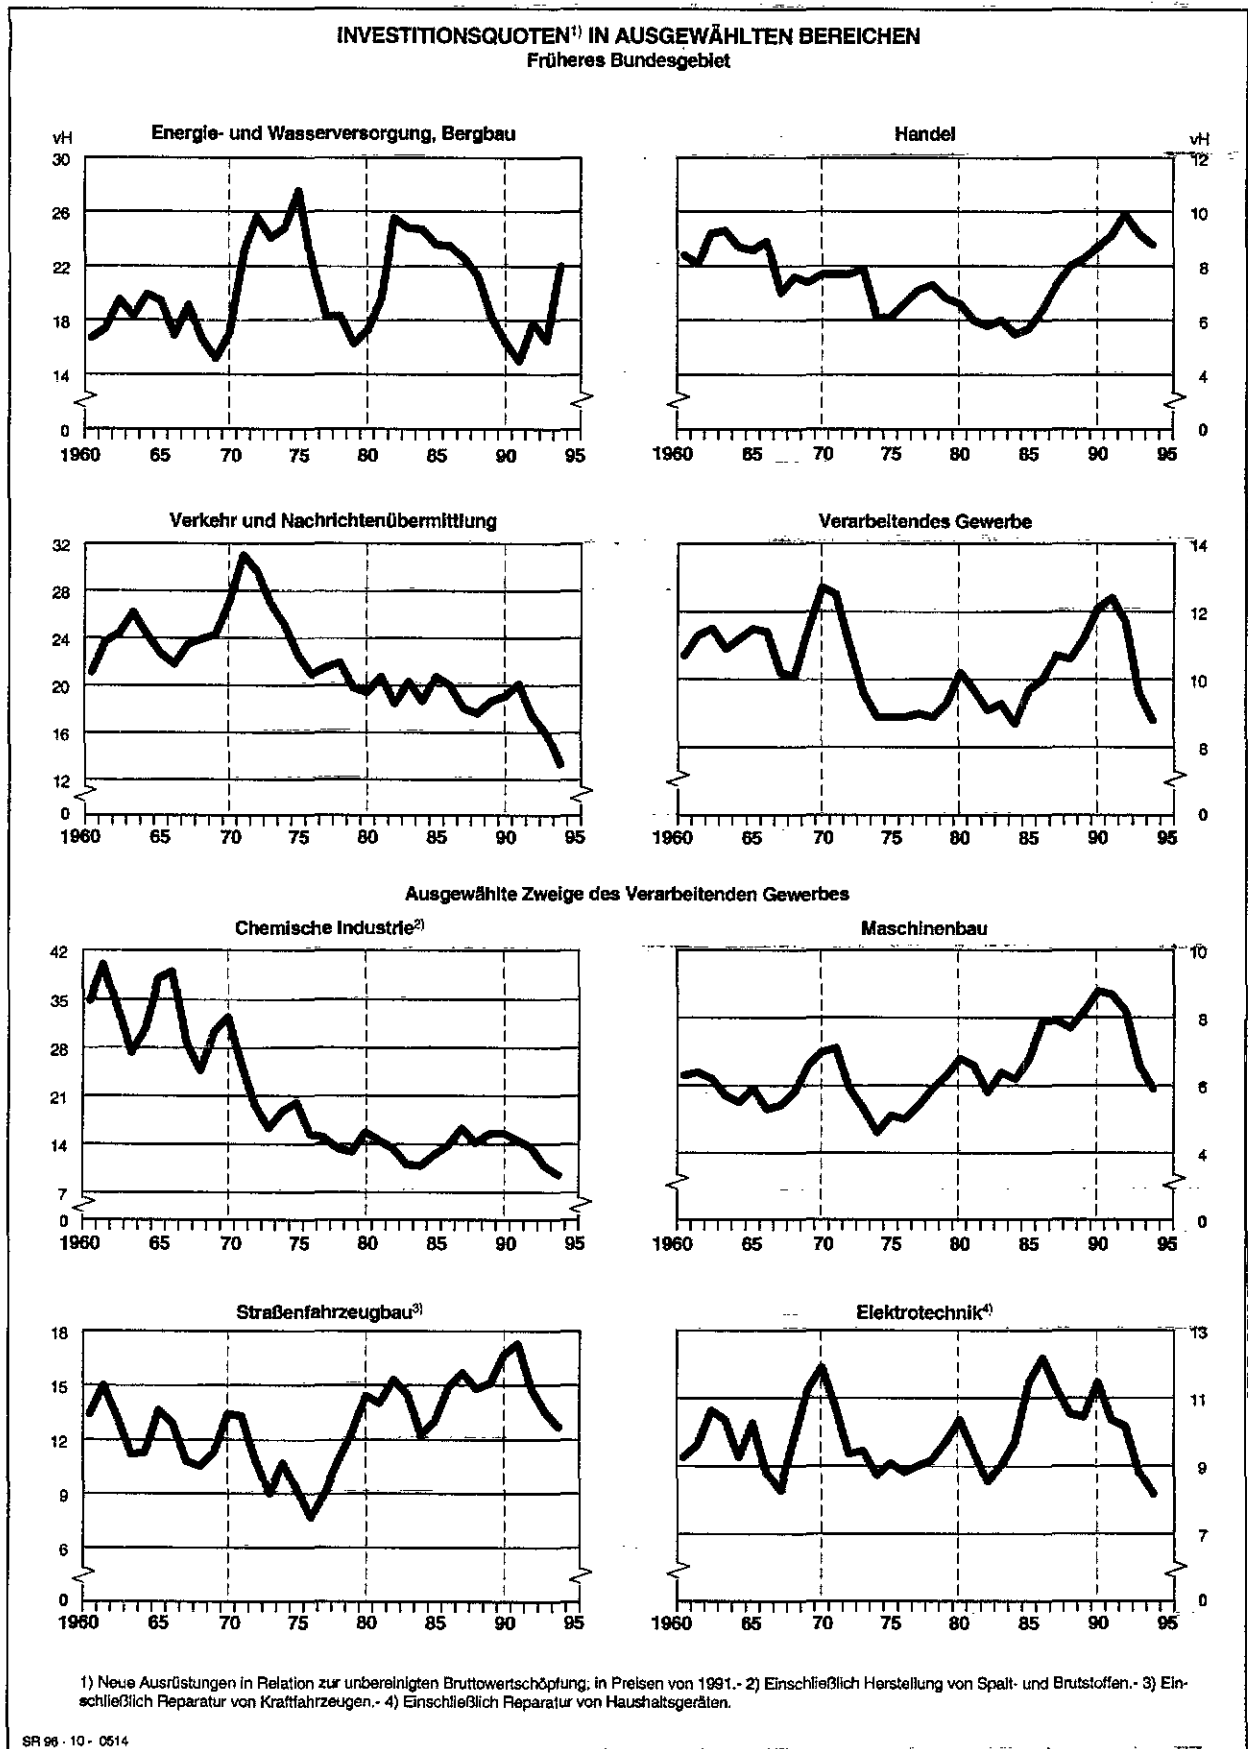 INVESTITIONSQUOTEN1) IN AUSGEWÄHLTEN BEREICHEN
Früheres Bundesgebiet
Energie- und Wasserversorgung, Bergbau
vH
30
26
22
18
14
0
1960 65 70 75 80 85 90 95
Handel
vH
12
10
8
6
4
0
1960 65 70 75 80 85 90 95
Verkehr und Nachrichtenübermittlung
32
28
24
20
16
12
0
1960 65 70 75 80 85 90 95
Verarbeitendes Gewerbe
14
12
10
8
0
1960 65 70 75 80 85 90 95
Ausgewählte Zweige des Verarbeitenden Gewerbes
Chemische Industrie2)
42
35
28
21
14
7
0
1960 65 70 75 80 85 90 95
Maschinenbau
10
8
6
4
0
1960 65 70 75 80 85 90 95
Straßenfahrzeugbau3)
18
15
12
9
6
0
1960 65 70 75 80 85 90 95
Elektrotechnik4)
13
11
9
7
0
1960 65 70 75 80 85 90 95
1) Neue Ausrüstungen in Relation zur unbereinigten Bruttowertschöpfung; in Preisen von 1991.- 2) Einschließlich Herstellung von Spalt- und Brutstoffen.- 3) Ein-
schließlich Reparatur von Kraftfahrzeugen.- 4) Einschließlich Reparatur von Haushaltsgeräten.
SR 96 - 10 - 0514